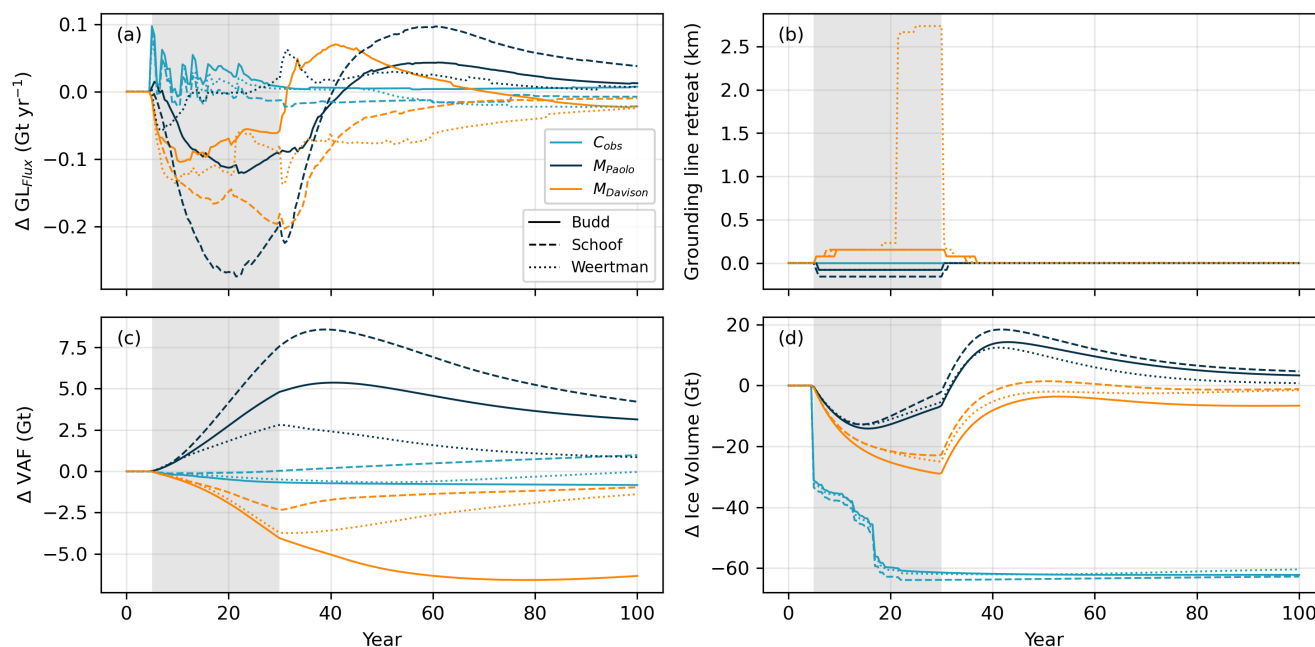 (a)
Δ GL_Flux (Gt yr⁻¹)
0.1
0.0
−0.1
−0.2
C_obs
M_Paolo
M_Davison
Budd
Schoof
Weertman
(b)
Grounding line retreat (km)
2.5
2.0
1.5
1.0
0.5
0.0
(c)
Δ VAF (Gt)
7.5
5.0
2.5
0.0
−2.5
−5.0
0 20 40 60 80 100
Year
(d)
Δ Ice Volume (Gt)
20
0
−20
−40
−60
0 20 40 60 80 100
Year